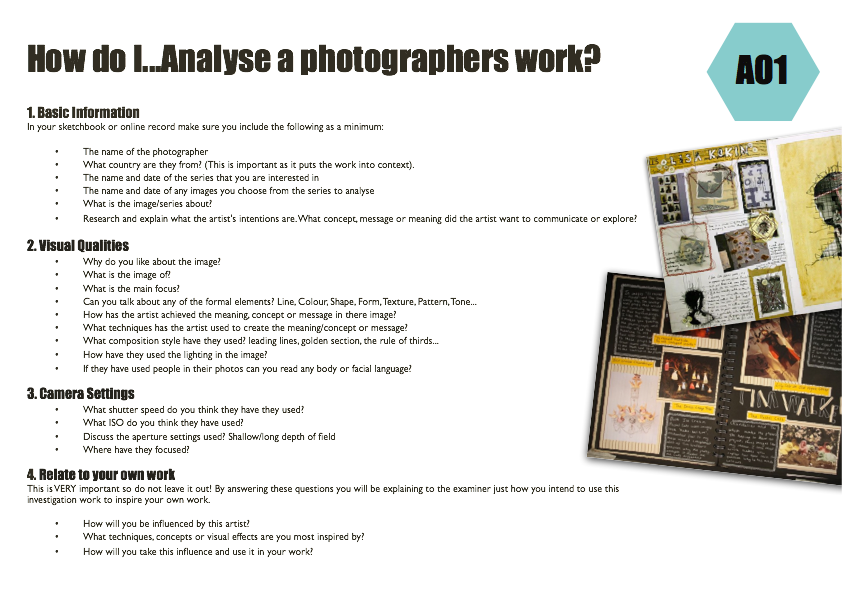 How do I...Analyse a photographers work?
AO1
1. Basic Information
In your sketchbook or online record make sure you include the following as a minimum:
• The name of the photographer
• What country are they from? (This is important as it puts the work into context).
• The name and date of the series that you are interested in
• The name and date of any images you choose from the series to analyse
• What is the image/series about?
• Research and explain what the artist's intentions are. What concept, message or meaning did the artist want to communicate or explore?
2. Visual Qualities
• Why do you like about the image?
• What is the image of?
• What is the main focus?
• Can you talk about any of the formal elements? Line, Colour, Shape, Form, Texture, Pattern, Tone...
• How has the artist achieved the meaning, concept or message in there image?
• What techniques has the artist used to create the meaning/concept or message?
• What composition style have they used? leading lines, golden section, the rule of thirds...
• How have they used the lighting in the image?
• If they have used people in their photos can you read any body or facial language?
3. Camera Settings
• What shutter speed do you think they have they used?
• What ISO do you think they have used?
• Discuss the aperture settings used? Shallow/long depth of field
• Where have they focused?
4. Relate to your own work
This is VERY important so do not leave it out! By answering these questions you will be explaining to the examiner just how you intend to use this
investigation work to inspire your own work.
• How will you be influenced by this artist?
• What techniques, concepts or visual effects are you most inspired by?
• How will you take this influence and use it in your work?
TIM WALKE